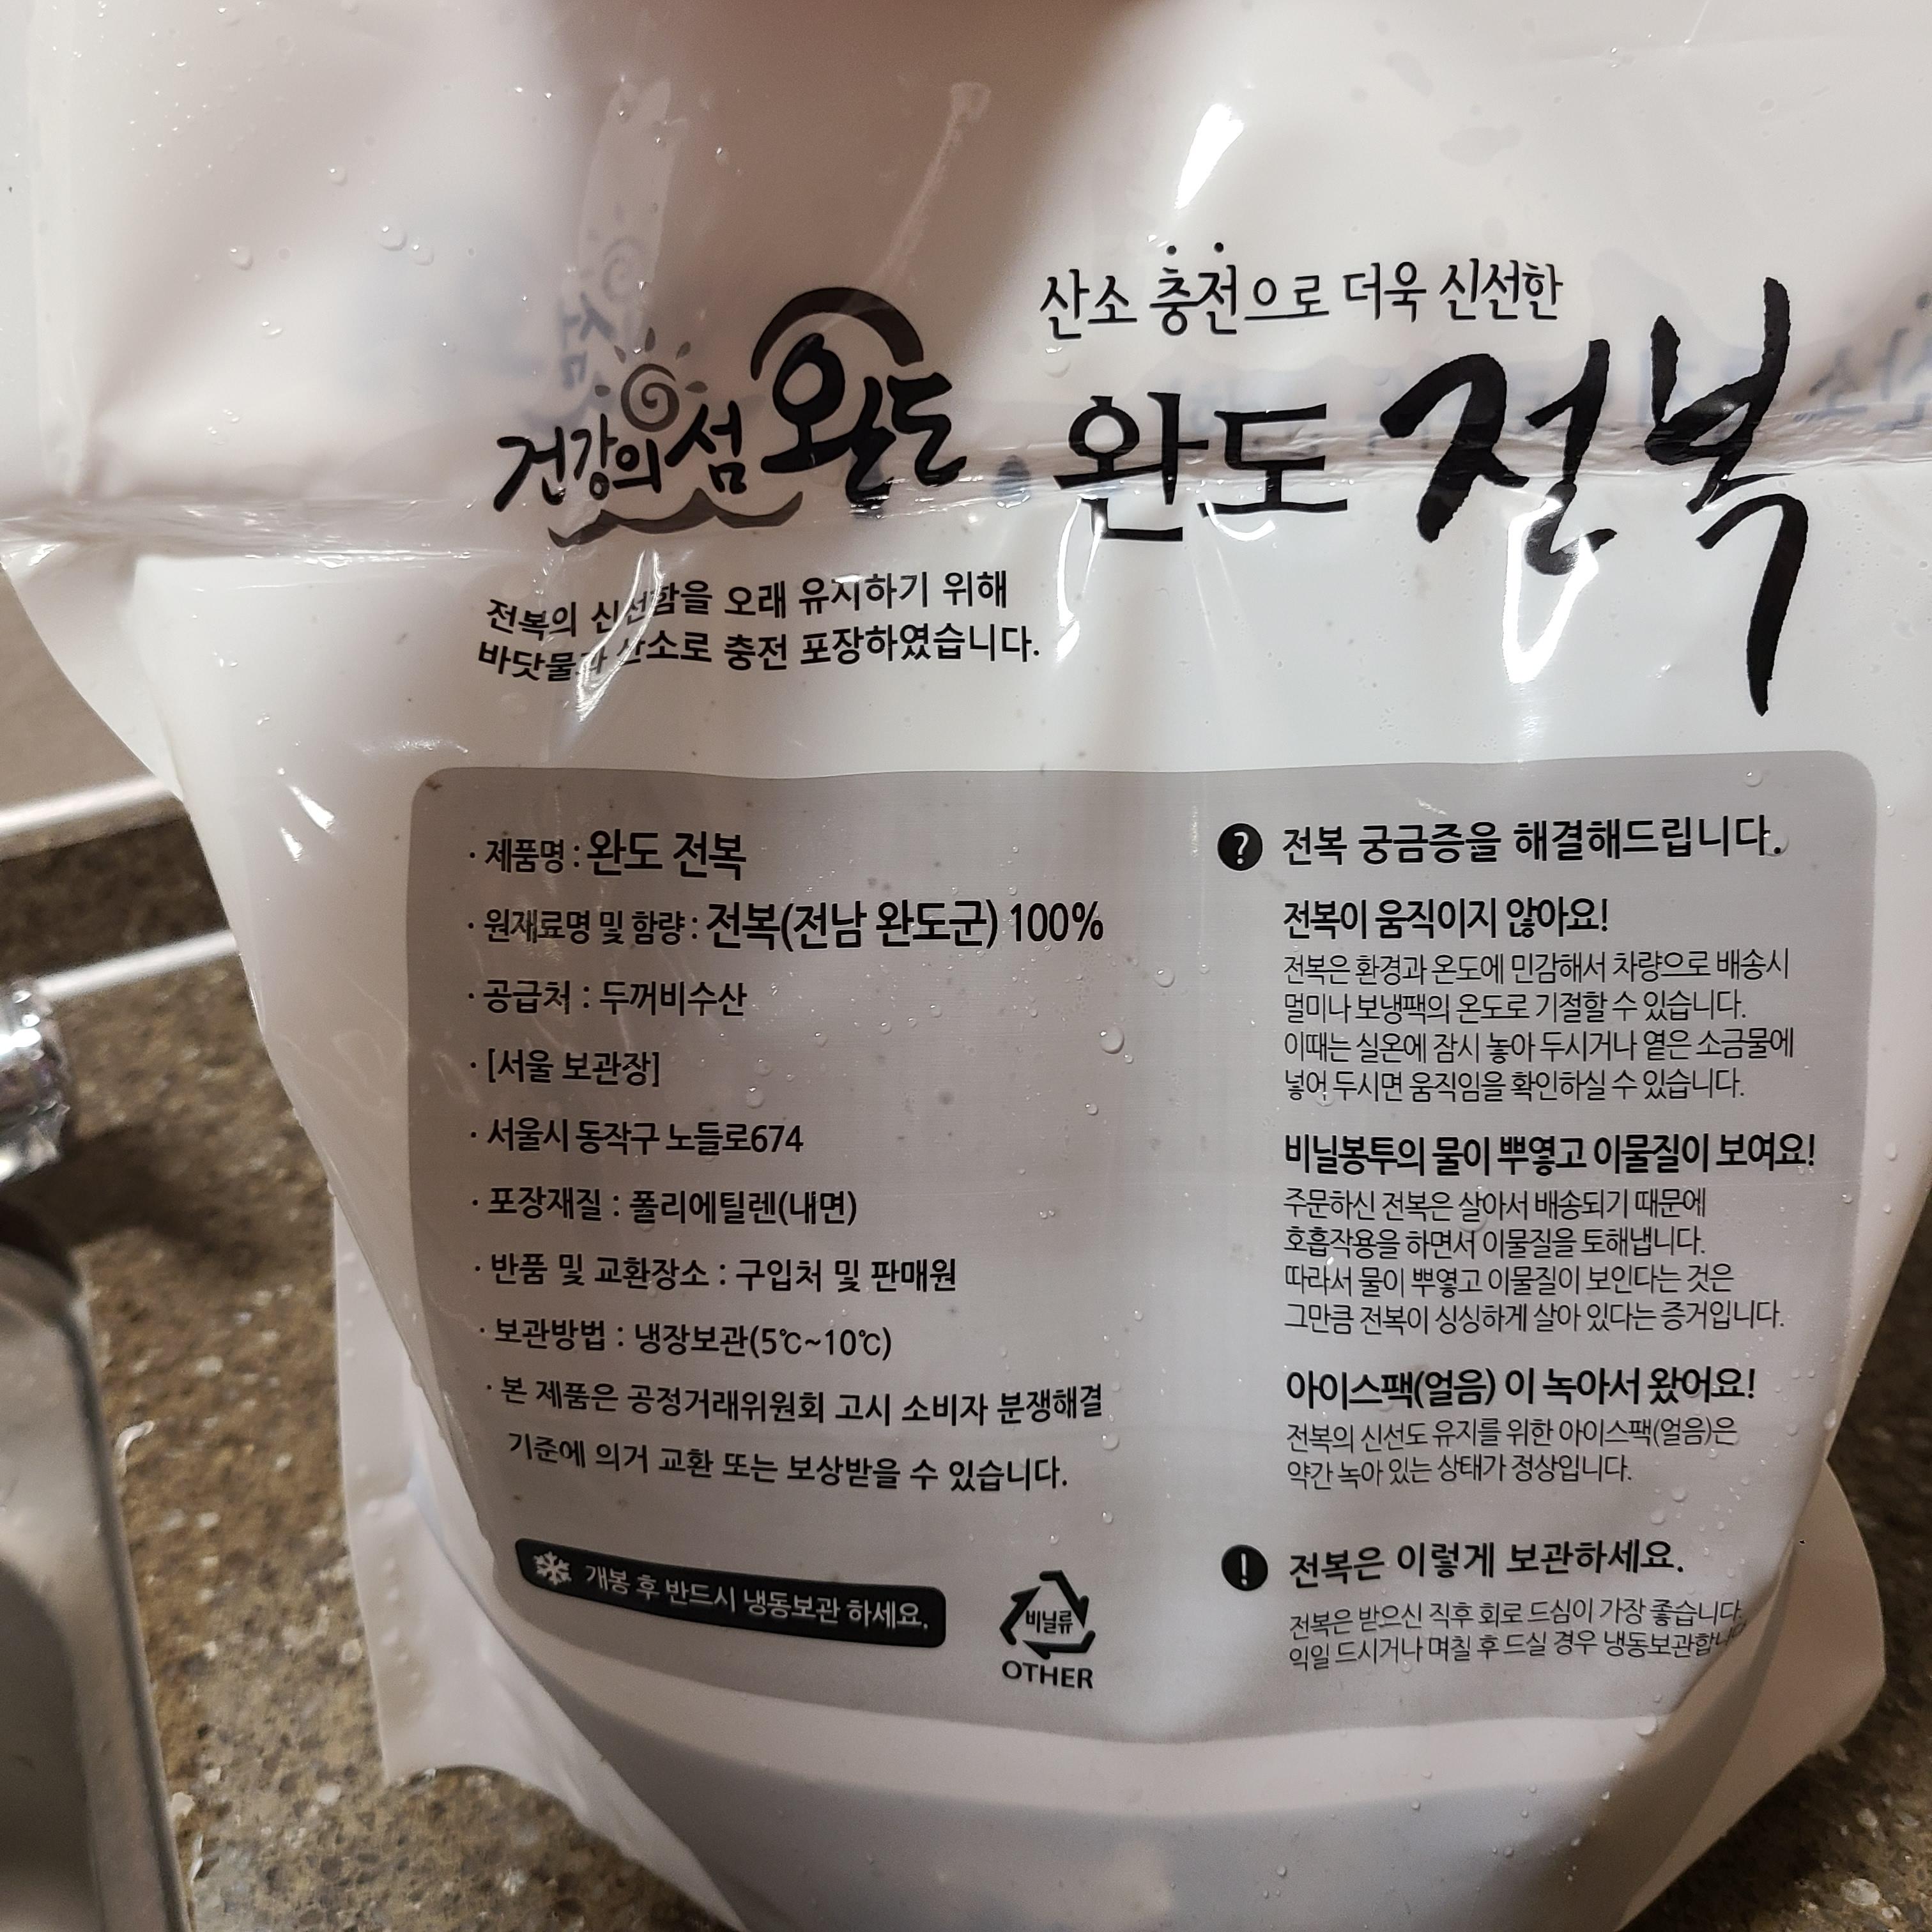 건강의 섬 완도
산소 충전으로 더욱 신선한
완도 전복
전복의 신선함을 오래 유지하기 위해
바닷물과 산소로 충전 포장하였습니다.
· 제품명 : 완도 전복
· 원재료명 및 함량 : 전복(전남 완도군) 100%
· 공급처 : 두꺼비수산
· [서울 보관장]
· 서울시 동작구 노들로674
· 포장재질 : 폴리에틸렌(내면)
· 반품 및 교환장소 : 구입처 및 판매원
· 보관방법 : 냉장보관(5℃~10℃)
· 본 제품은 공정거래위원회 고시 소비자 분쟁해결
기준에 의거 교환 또는 보상받을 수 있습니다.
개봉 후 반드시 냉동보관 하세요.
비닐류
OTHER
? 전복 궁금증을 해결해드립니다.
전복이 움직이지 않아요!
전복은 환경과 온도에 민감해서 차량으로 배송시
멀미나 보냉팩의 온도로 기절할 수 있습니다.
이때는 실온에 잠시 놓아 두시거나 옅은 소금물에
넣어 두시면 움직임을 확인하실 수 있습니다.
비닐봉투의 물이 뿌옇고 이물질이 보여요!
주문하신 전복은 살아서 배송되기 때문에
호흡작용을 하면서 이물질을 토해냅니다.
따라서 물이 뿌옇고 이물질이 보인다는 것은
그만큼 전복이 싱싱하게 살아 있다는 증거입니다.
아이스팩(얼음) 이 녹아서 왔어요!
전복의 신선도 유지를 위한 아이스팩(얼음)은
약간 녹아 있는 상태가 정상입니다.
! 전복은 이렇게 보관하세요.
전복은 받으신 직후 회로 드심이 가장 좋습니다.
익일 드시거나 며칠 후 드실 경우 냉동보관합니다.